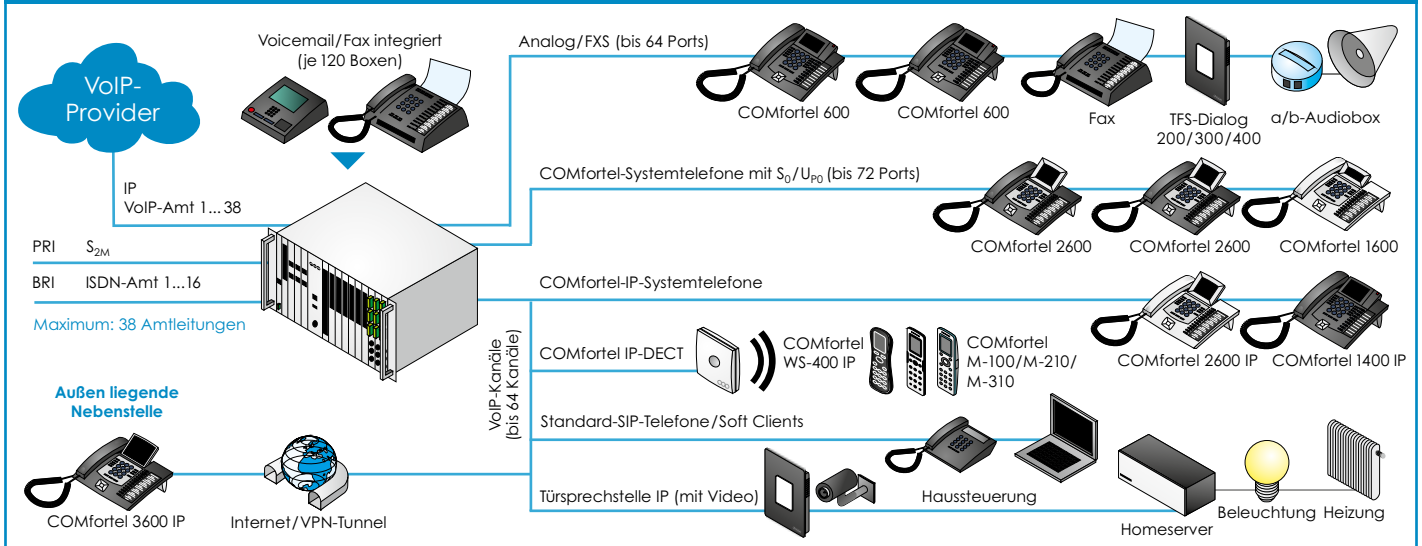 VoIP-
Provider
Voicemail/Fax integriert
(je 120 Boxen)
Analog/FXS (bis 64 Ports)
COMfortel 600
COMfortel 600
Fax
TFS-Dialog
200/300/400
a/b-Audiobox
IP
VoIP-Amt 1...38
COMfortel-Systemtelefone mit S0/UP0 (bis 72 Ports)
COMfortel 2600
COMfortel 2600
COMfortel 1600
PRI S2M
BRI ISDN-Amt 1...16
Maximum: 38 Amtleitungen
COMfortel-IP-Systemtelefone
COMfortel 2600 IP
COMfortel 1400 IP
VoIP-Kanäle
(bis 64 Kanäle)
COMfortel IP-DECT
COMfortel
WS-400 IP
COMfortel
M-100/M-210/
M-310
Außen liegende
Nebenstelle
COMfortel 3600 IP
Internet/VPN-Tunnel
Standard-SIP-Telefone/Soft Clients
Türsprechstelle IP (mit Video)
Haussteuerung
Homeserver
Beleuchtung
Heizung